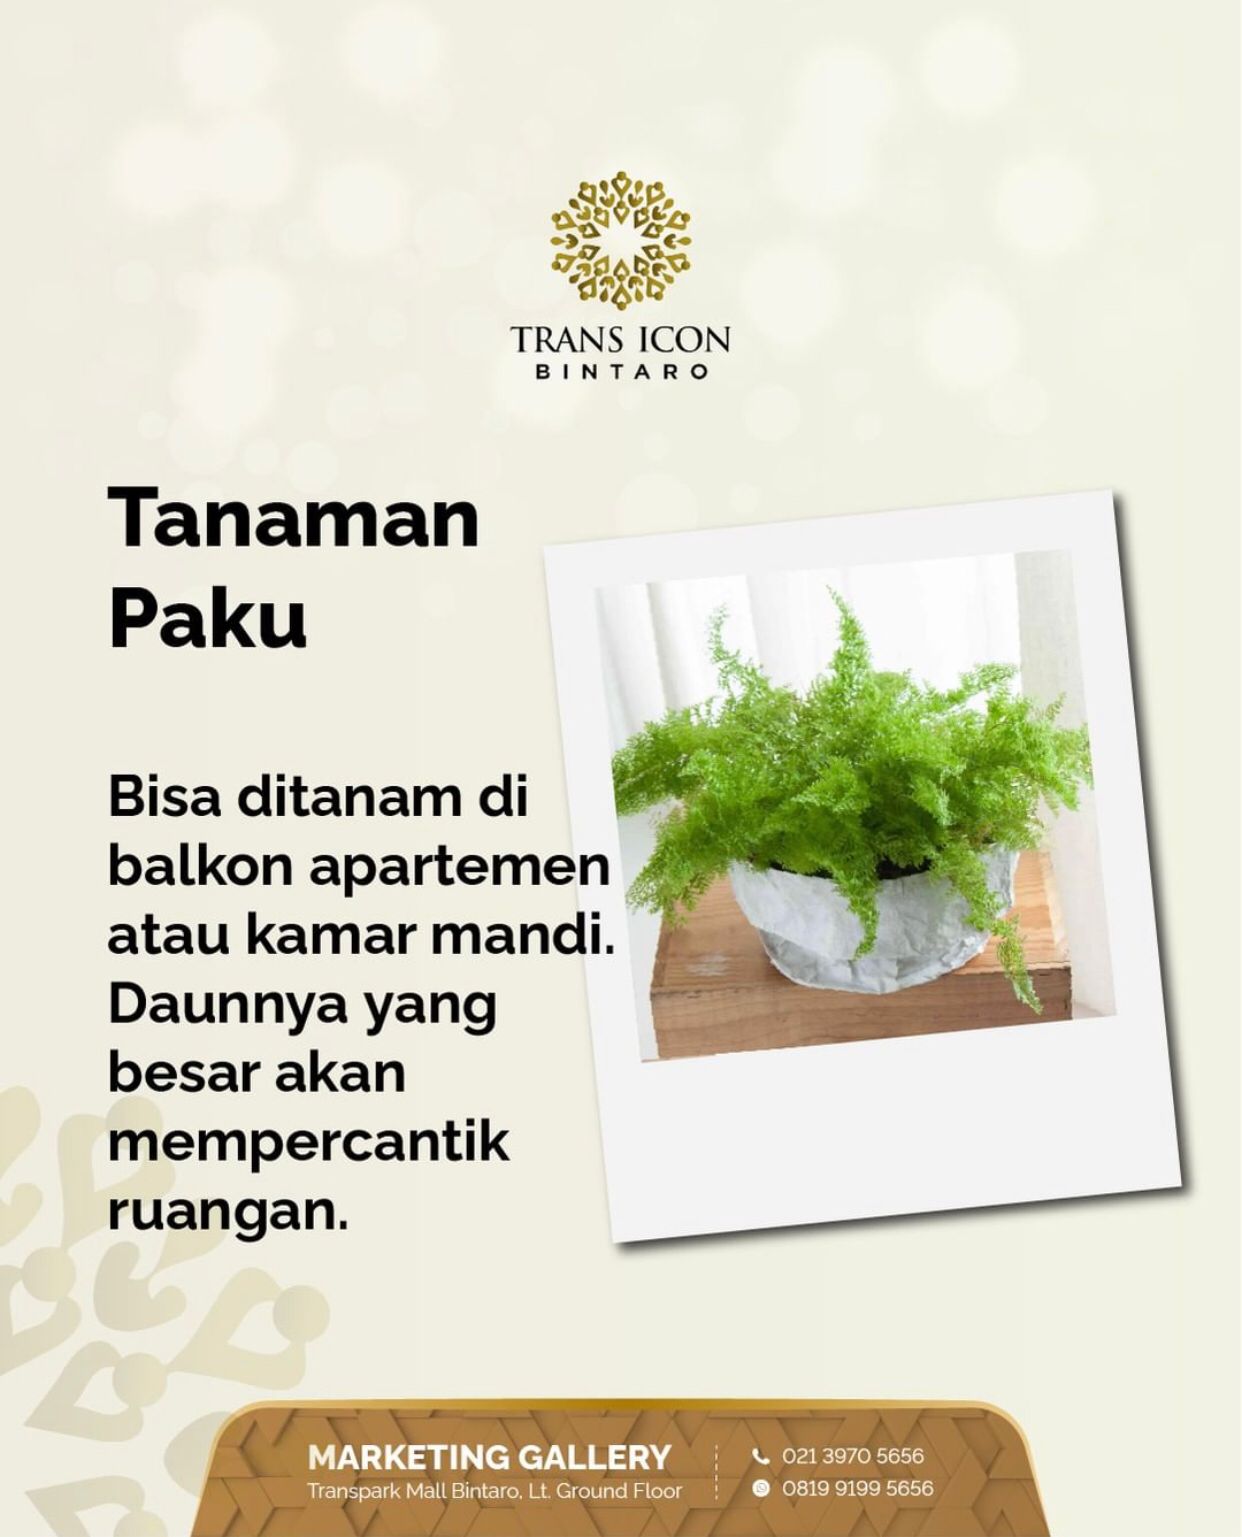 TRANS ICON
BINTARO
Tanaman
Paku
Bisa ditanam di
balkon apartemen
atau kamar mandi.
Daunnya yang
besar akan
mempercantik
ruangan.
MARKETING GALLERY
Transpark Mall Bintaro, Lt. Ground Floor
021 3970 5656
0819 9199 5656